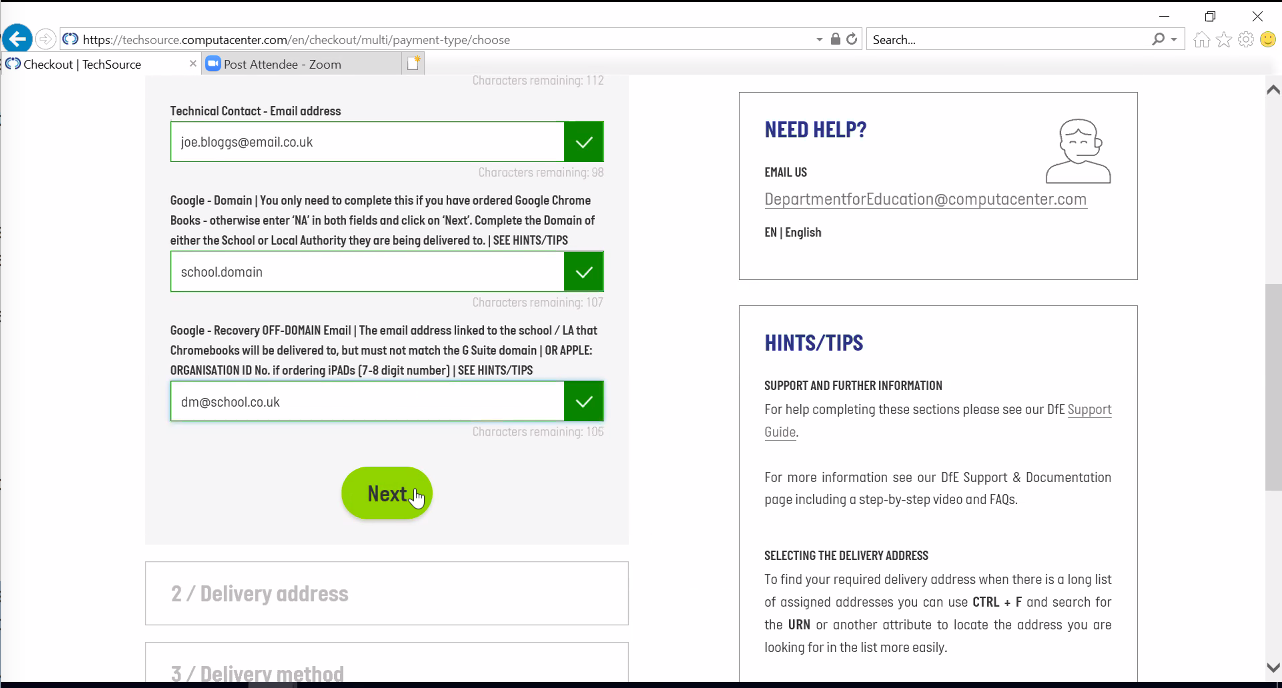 https://techsource.computacenter.com/en/checkout/multi/payment-type/choose
Search...
Checkout | TechSource
Post Attendee - Zoom
Characters remaining: 112
Technical Contact - Email address
joe.bloggs@email.co.uk
Characters remaining: 98
Google - Domain | You only need to complete this if you have ordered Google Chrome
Books - otherwise enter 'NA' in both fields and click on 'Next'. Complete the Domain of
either the School or Local Authority they are being delivered to. | SEE HINTS/TIPS
school.domain
Characters remaining: 107
Google - Recovery OFF-DOMAIN Email | The email address linked to the school / LA that
Chromebooks will be delivered to, but must not match the G Suite domain | OR APPLE:
ORGANISATION ID No. if ordering iPADs (7-8 digit number) | SEE HINTS/TIPS
dm@school.co.uk
Characters remaining: 105
Next
2 / Delivery address
3 / Delivery method
NEED HELP?
EMAIL US
DepartmentforEducation@computacenter.com
EN | English
HINTS/TIPS
SUPPORT AND FURTHER INFORMATION
For help completing these sections please see our DfE Support
Guide.
For more information see our DfE Support & Documentation
page including a step-by-step video and FAQs.
SELECTING THE DELIVERY ADDRESS
To find your required delivery address when there is a long list
of assigned addresses you can use CTRL + F and search for
the URN or another attribute to locate the address you are
looking for in the list more easily.